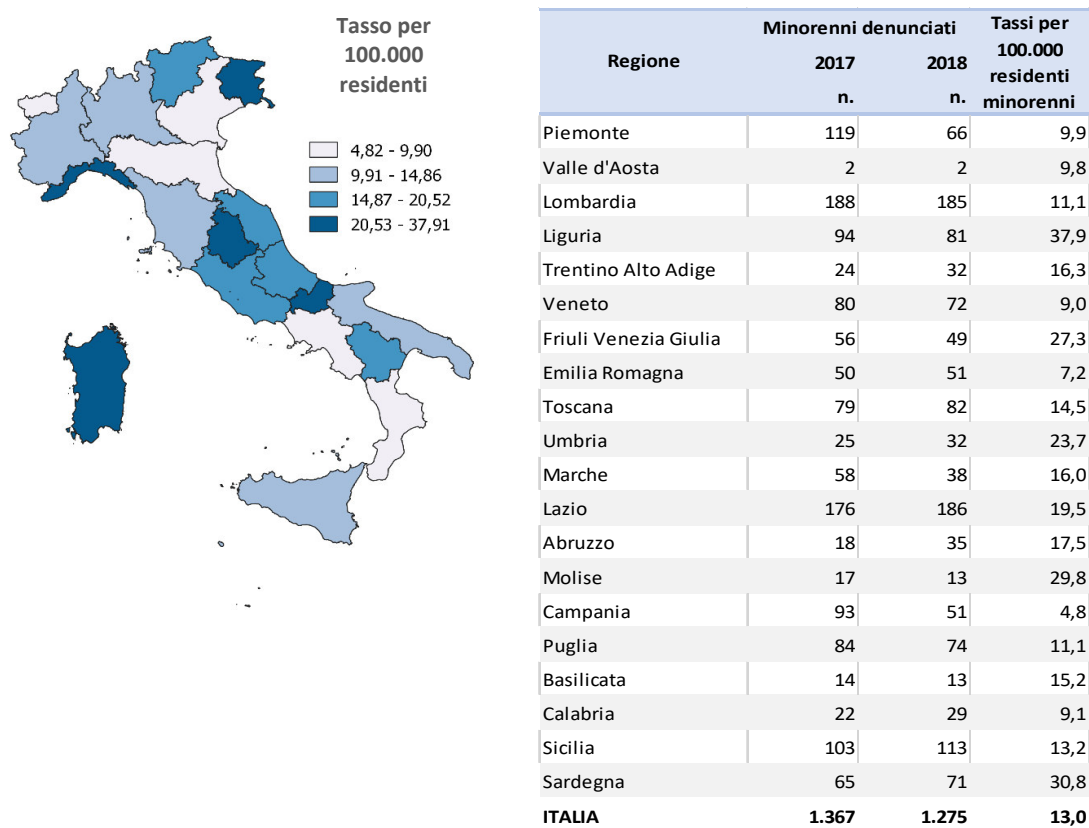 Tasso per
100.000
residenti
4,82 - 9,90
9,91 - 14,86
14,87 - 20,52
20,53 - 37,91
Regione
Minorenni denunciati
2017 2018
n. n.
Tassi per
100.000
residenti
minorenni
Piemonte 119 66 9,9
Valle d'Aosta 2 2 9,8
Lombardia 188 185 11,1
Liguria 94 81 37,9
Trentino Alto Adige 24 32 16,3
Veneto 80 72 9,0
Friuli Venezia Giulia 56 49 27,3
Emilia Romagna 50 51 7,2
Toscana 79 82 14,5
Umbria 25 32 23,7
Marche 58 38 16,0
Lazio 176 186 19,5
Abruzzo 18 35 17,5
Molise 17 13 29,8
Campania 93 51 4,8
Puglia 84 74 11,1
Basilicata 14 13 15,2
Calabria 22 29 9,1
Sicilia 103 113 13,2
Sardegna 65 71 30,8
ITALIA 1.367 1.275 13,0